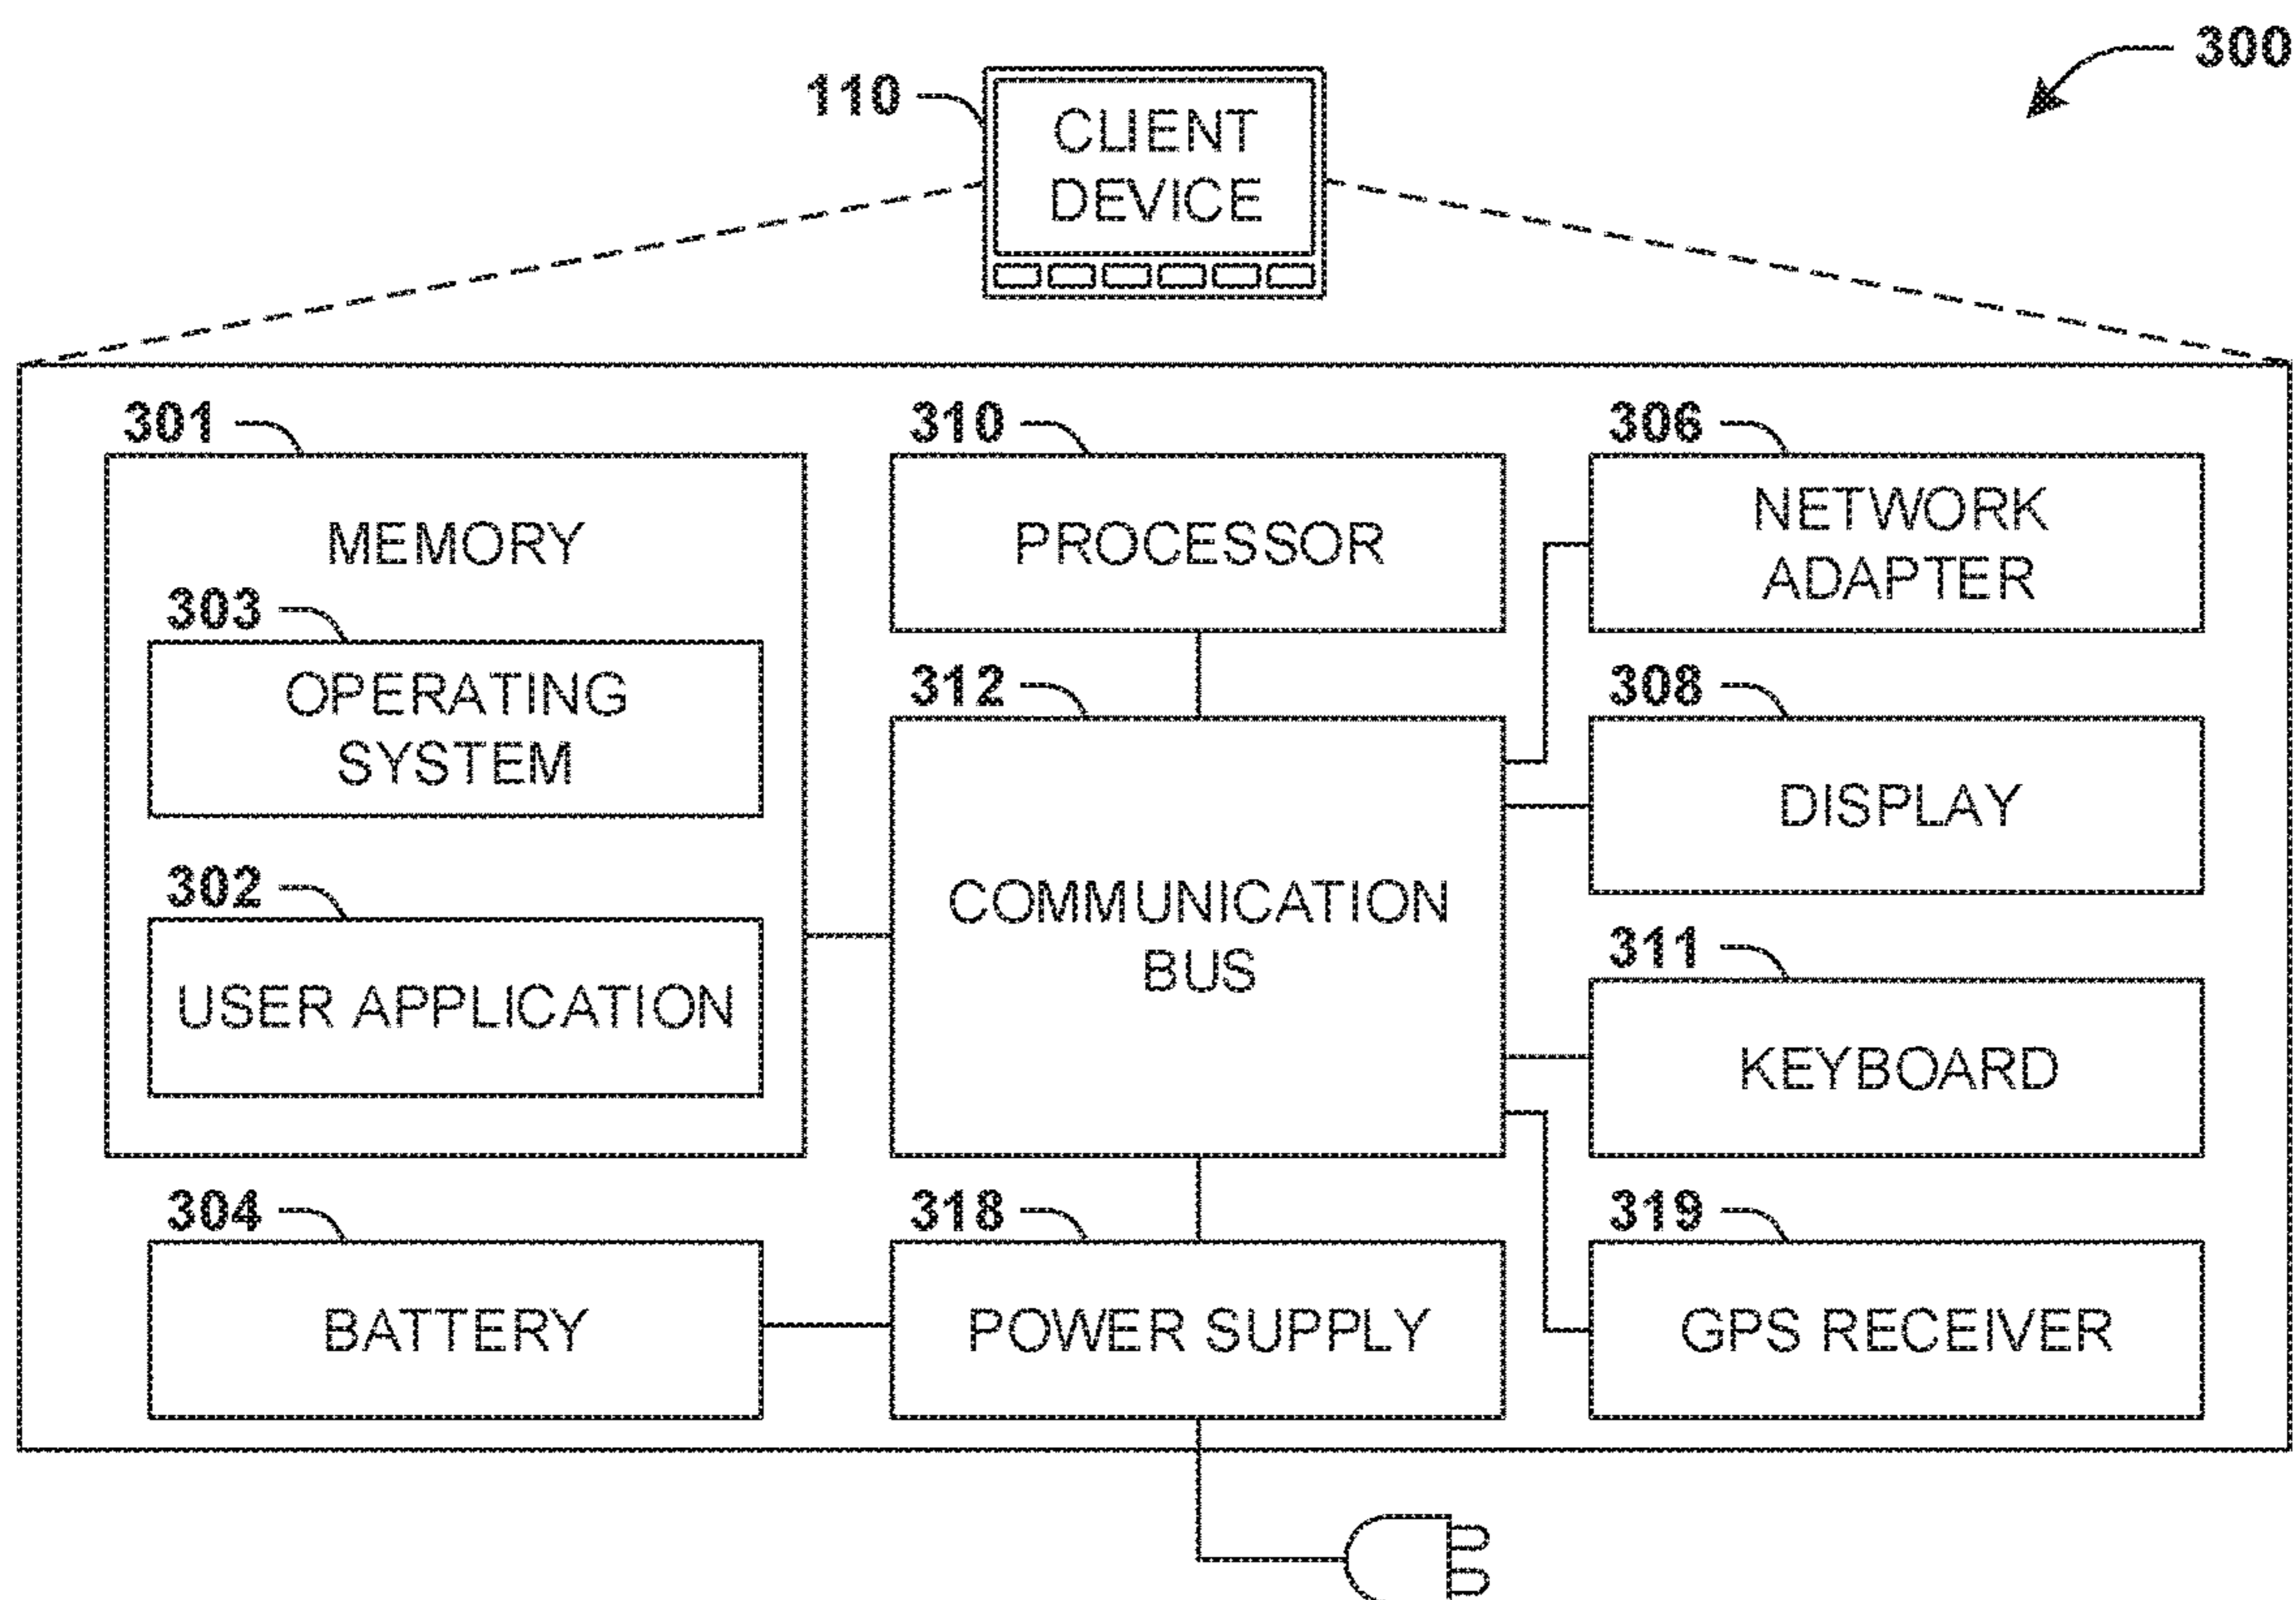 300
110
CLIENT
DEVICE
301
MEMORY
303
OPERATING
SYSTEM
302
USER APPLICATION
304
BATTERY
310
PROCESSOR
312
COMMUNICATION
BUS
318
POWER SUPPLY
306
NETWORK
ADAPTER
308
DISPLAY
311
KEYBOARD
319
GPS RECEIVER